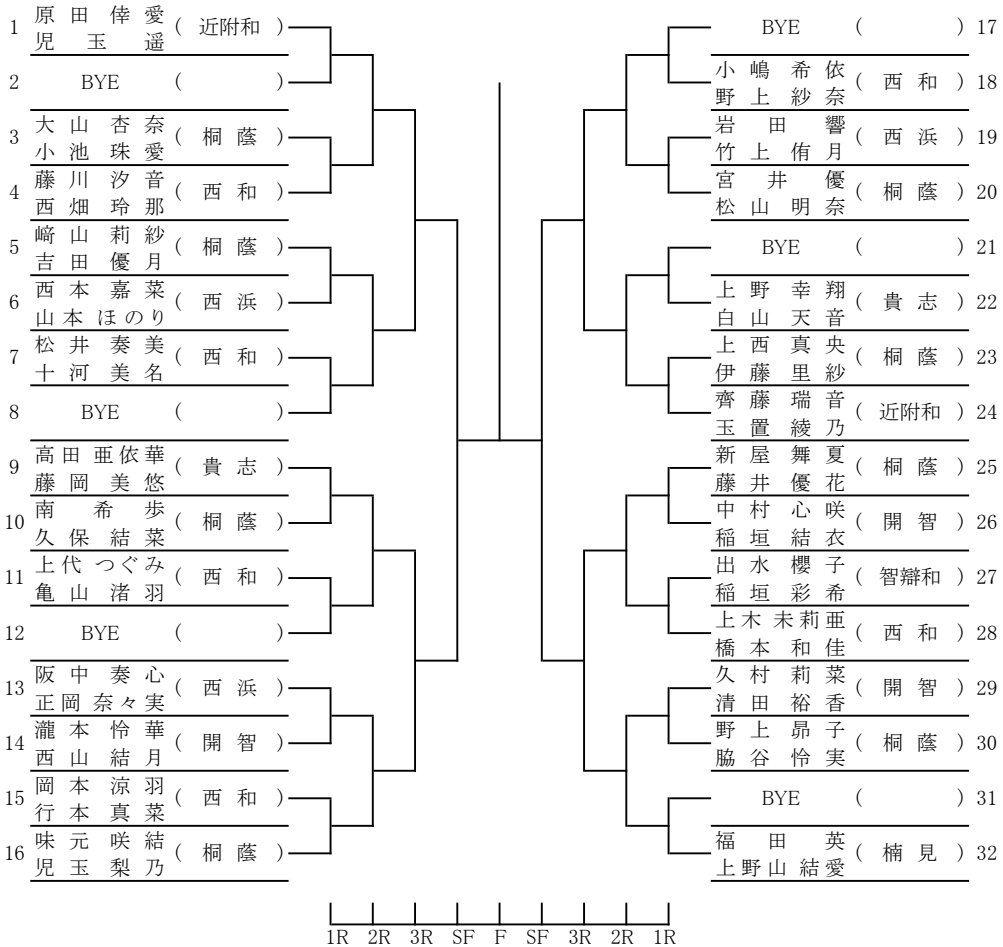 1 原田倖愛 児玉遥 ( 近附和 )
2 BYE ( )
3 大山杏奈 小池珠愛 ( 桐蔭 )
4 藤川汐音 西畑玲那 ( 西和 )
5 﨑山莉紗 吉田優月 ( 桐蔭 )
6 西本嘉菜 山本ほのり ( 西浜 )
7 松井奏美 十河美名 ( 西和 )
8 BYE ( )
9 高田亜依華 藤岡美悠 ( 貴志 )
10 南希歩 久保結菜 ( 桐蔭 )
11 上代つぐみ 亀山渚羽 ( 西和 )
12 BYE ( )
13 阪中奏心 正岡奈々実 ( 西浜 )
14 瀧本怜華 西山結月 ( 開智 )
15 岡本涼羽 行本真菜 ( 西和 )
16 味元咲結 児玉梨乃 ( 桐蔭 )
BYE ( ) 17
小嶋希依 野上紗奈 ( 西和 ) 18
岩田響 竹上侑月 ( 西浜 ) 19
宮井優 松山明奈 ( 桐蔭 ) 20
BYE ( ) 21
上野幸翔 白山天音 ( 貴志 ) 22
上西真央 伊藤里紗 ( 桐蔭 ) 23
齊藤瑞音 玉置綾乃 ( 近附和 ) 24
新屋舞夏 藤井優花 ( 桐蔭 ) 25
中村心咲 稲垣結衣 ( 開智 ) 26
出水櫻子 稲垣彩希 ( 智辯和 ) 27
上木未莉亜 橋本和佳 ( 西和 ) 28
久村莉菜 清田裕香 ( 開智 ) 29
野上昴子 脇谷怜実 ( 桐蔭 ) 30
BYE ( ) 31
福田英 上野山結愛 ( 楠見 ) 32
1R 2R 3R SF F SF 3R 2R 1R